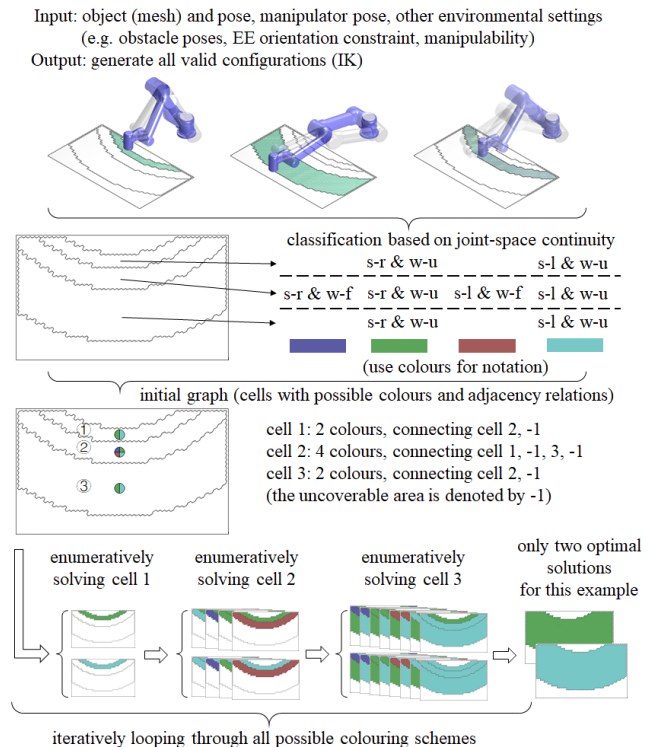 Input: object (mesh) and pose, manipulator pose, other environmental settings
(e.g. obstacle poses, EE orientation constraint, manipulability)
Output: generate all valid configurations (IK)
classification based on joint-space continuity
s-r & w-u s-l & w-u
s-r & w-f s-r & w-u s-l & w-f s-l & w-u
s-r & w-u s-l & w-u
(use colours for notation)
initial graph (cells with possible colours and adjacency relations)
① cell 1: 2 colours, connecting cell 2, -1
② cell 2: 4 colours, connecting cell 1, -1, 3, -1
③ cell 3: 2 colours, connecting cell 2, -1
(the uncoverable area is denoted by -1)
enumeratively
solving cell 1
enumeratively
solving cell 2
enumeratively
solving cell 3
only two optimal
solutions
for this example
iteratively looping through all possible colouring schemes